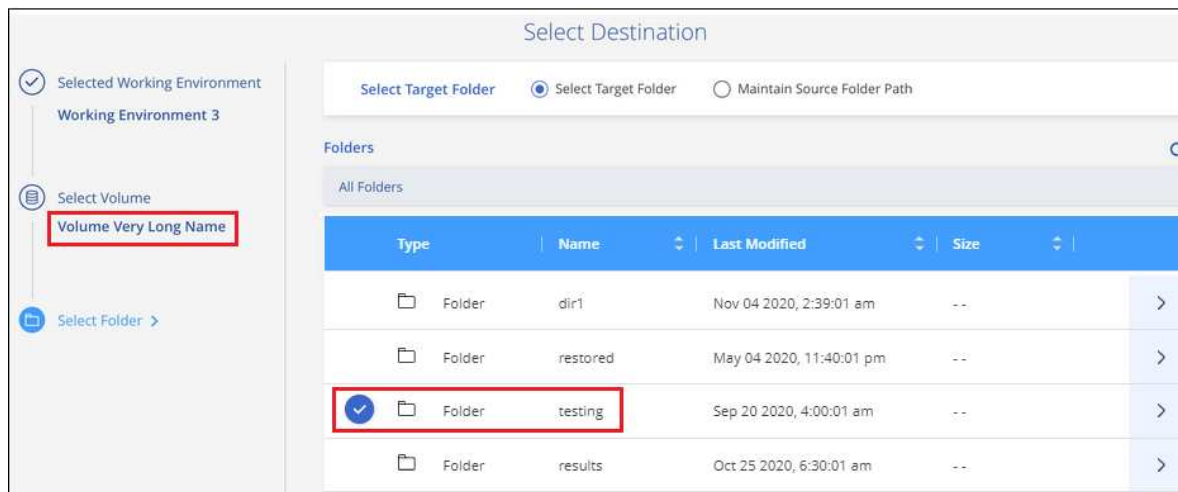 Select Destination
Selected Working Environment
Working Environment 3
Select Volume
Volume Very Long Name
Select Folder >
Select Target Folder Select Target Folder Maintain Source Folder Path
Folders
All Folders
Type Name Last Modified Size
Folder dir1 Nov 04 2020, 2:39:01 am - -
Folder restored May 04 2020, 11:40:01 pm - -
Folder testing Sep 20 2020, 4:00:01 am - -
Folder results Oct 25 2020, 6:30:01 am - -